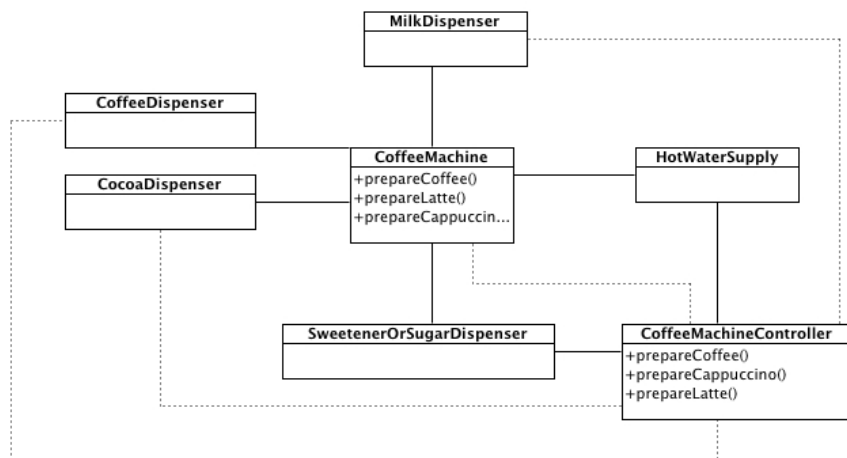 MilkDispenser
CoffeeDispenser
CoffeeMachine
+prepareCoffee()
+prepareLatte()
+prepareCappuccin...
HotWaterSupply
CocoaDispenser
SweetenerOrSugarDispenser
CoffeeMachineController
+prepareCoffee()
+prepareCappuccino()
+prepareLatte()